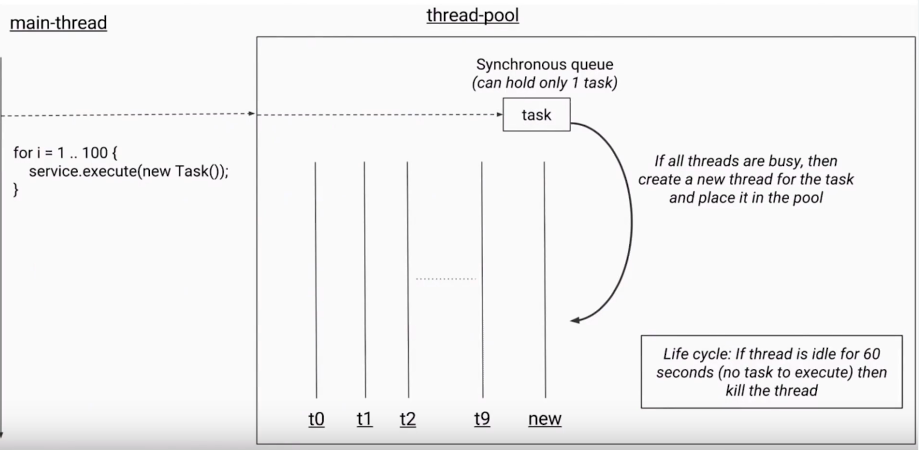 main-thread
thread-pool
Synchronous queue
(can hold only 1 task)
task
for i = 1 .. 100 {
service.execute(new Task());
}
If all threads are busy, then
create a new thread for the task
and place it in the pool
Life cycle: If thread is idle for 60
seconds (no task to execute) then
kill the thread
t0 t1 t2 t9 new